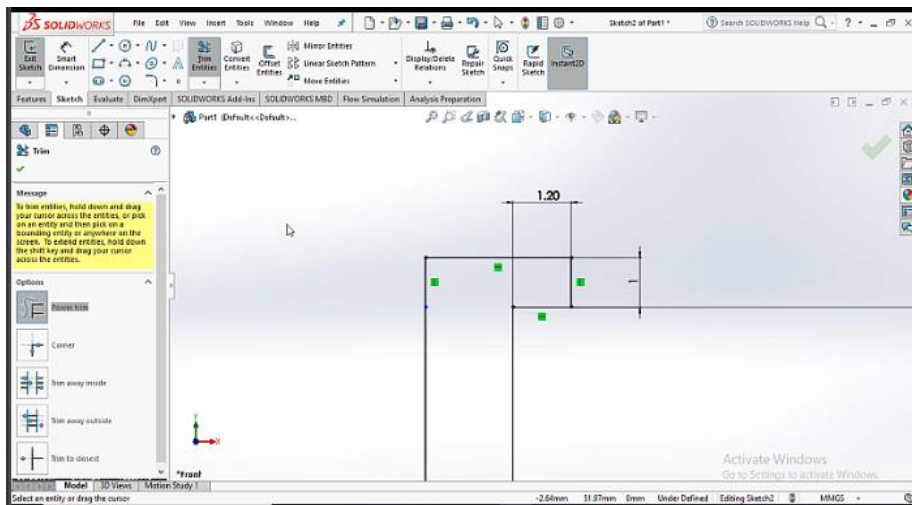 SOLIDWORKS File Edit View Insert Tools Window Help Sketch2 of Part1 * Search SOLIDWORKS Help
Exit Sketch Smart Dimension Trim Entities Convert Entities Offset Entities Mirror Entities Linear Sketch Pattern Move Entities Display/Delete Relations Repair Sketch Quick Snaps Rapid Sketch Instant2D
Features Sketch Evaluate DimXpert SOLIDWORKS Add-Ins SOLIDWORKS MBD Flow Simulation Analysis Preparation
Part1 (Default<<Default>...
Trim
Message
To trim entities, hold down and drag
your cursor across the entities, or pick
on an entity and then pick on a
bounding entity or anywhere on the
screen. To extend entities, hold down
the shift key and drag your cursor
across the entities.
Options
Power trim
Corner
Trim away inside
Trim away outside
Trim to closest
1.20
1
Y
X
*Front
Activate Windows
Go to Settings to activate Windows.
Model 3D Views Motion Study 1
Select an entity or drag the cursor -2.64mm 51.87mm 0mm Under Defined Editing Sketch2 MMGS